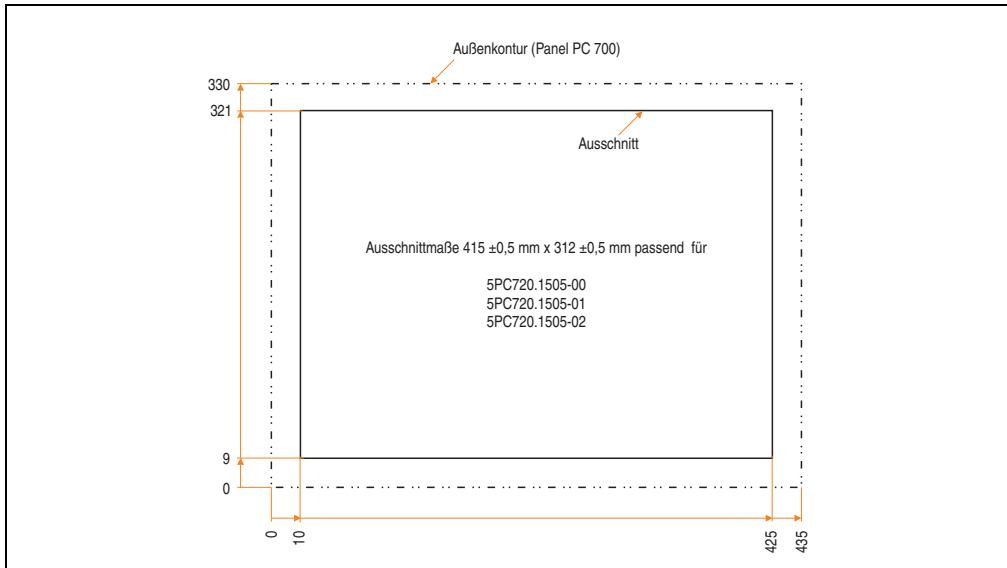 Außenkontur (Panel PC 700)
330
321
Ausschnitt
Ausschnittmaße 415 ±0,5 mm x 312 ±0,5 mm passend für
5PC720.1505-00
5PC720.1505-01
5PC720.1505-02
9
0
0
10
425
435